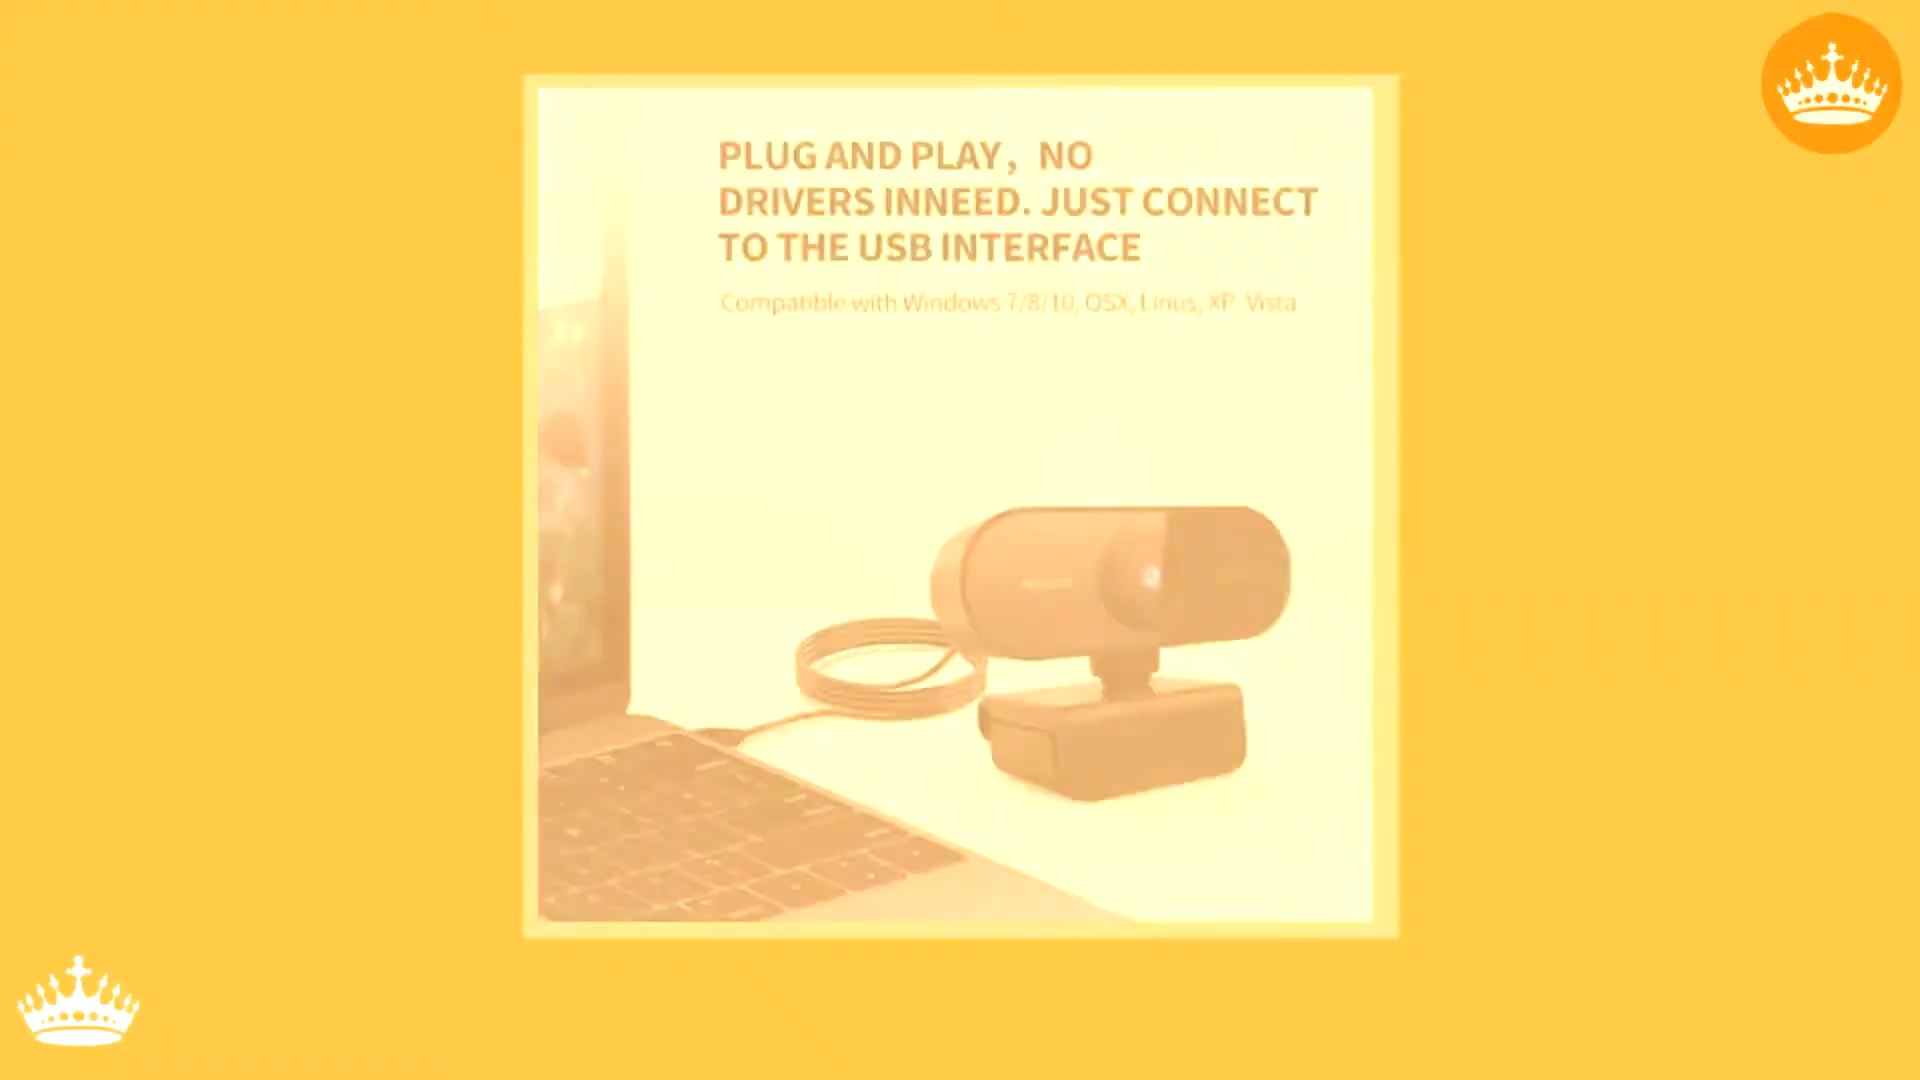 PLUG AND PLAY, NO
DRIVERS INNEED. JUST CONNECT
TO THE USB INTERFACE
Compatible with Windows 7/8/10, OSX, Linus, XP, Vista